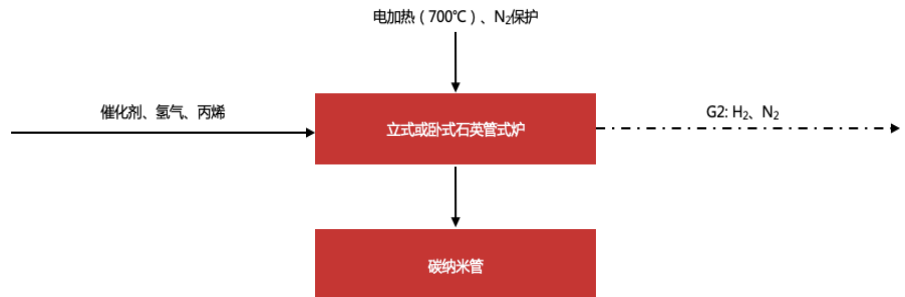 电加热（700℃）、N₂保护
催化剂、氢气、丙烯
立式或卧式石英管式炉
G2: H₂、N₂
碳纳米管